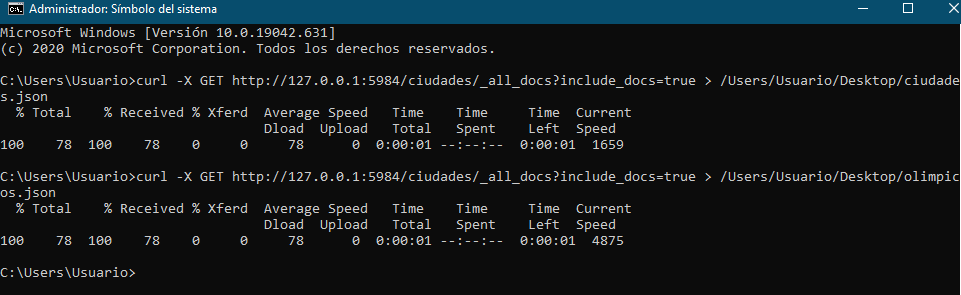 Administrador: Símbolo del sistema
Microsoft Windows [Versión 10.0.19042.631]
(c) 2020 Microsoft Corporation. Todos los derechos reservados.
C:\Users\Usuario>curl -X GET http://127.0.0.1:5984/ciudades/_all_docs?include_docs=true > /Users/Usuario/Desktop/ciudade
s.json
  % Total    % Received % Xferd  Average Speed   Time    Time     Time  Current
                                 Dload  Upload   Total   Spent    Left  Speed
100    78  100    78    0     0     78      0  0:00:01 --:--:--  0:00:01  1659
C:\Users\Usuario>curl -X GET http://127.0.0.1:5984/ciudades/_all_docs?include_docs=true > /Users/Usuario/Desktop/olimpic
os.json
  % Total    % Received % Xferd  Average Speed   Time    Time     Time  Current
                                 Dload  Upload   Total   Spent    Left  Speed
100    78  100    78    0     0     78      0  0:00:01 --:--:--  0:00:01  4875
C:\Users\Usuario>